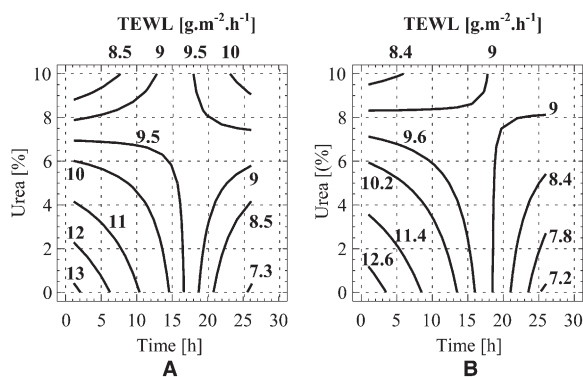 TEWL [g.m⁻².h⁻¹]
8.5 9 9.5 10
10
8
6
4
2
0
Urea [%]
9.5
10
11
12
13
9
8.5
7.3
0 5 10 15 20 25 30
Time [h]
A
TEWL [g.m⁻².h⁻¹]
8.4 9
10
8
6
4
2
0
Urea [(%]
9
9.6
10.2
11.4
12.6
8.4
7.8
7.2
0 5 10 15 20 25 30
Time [h]
B